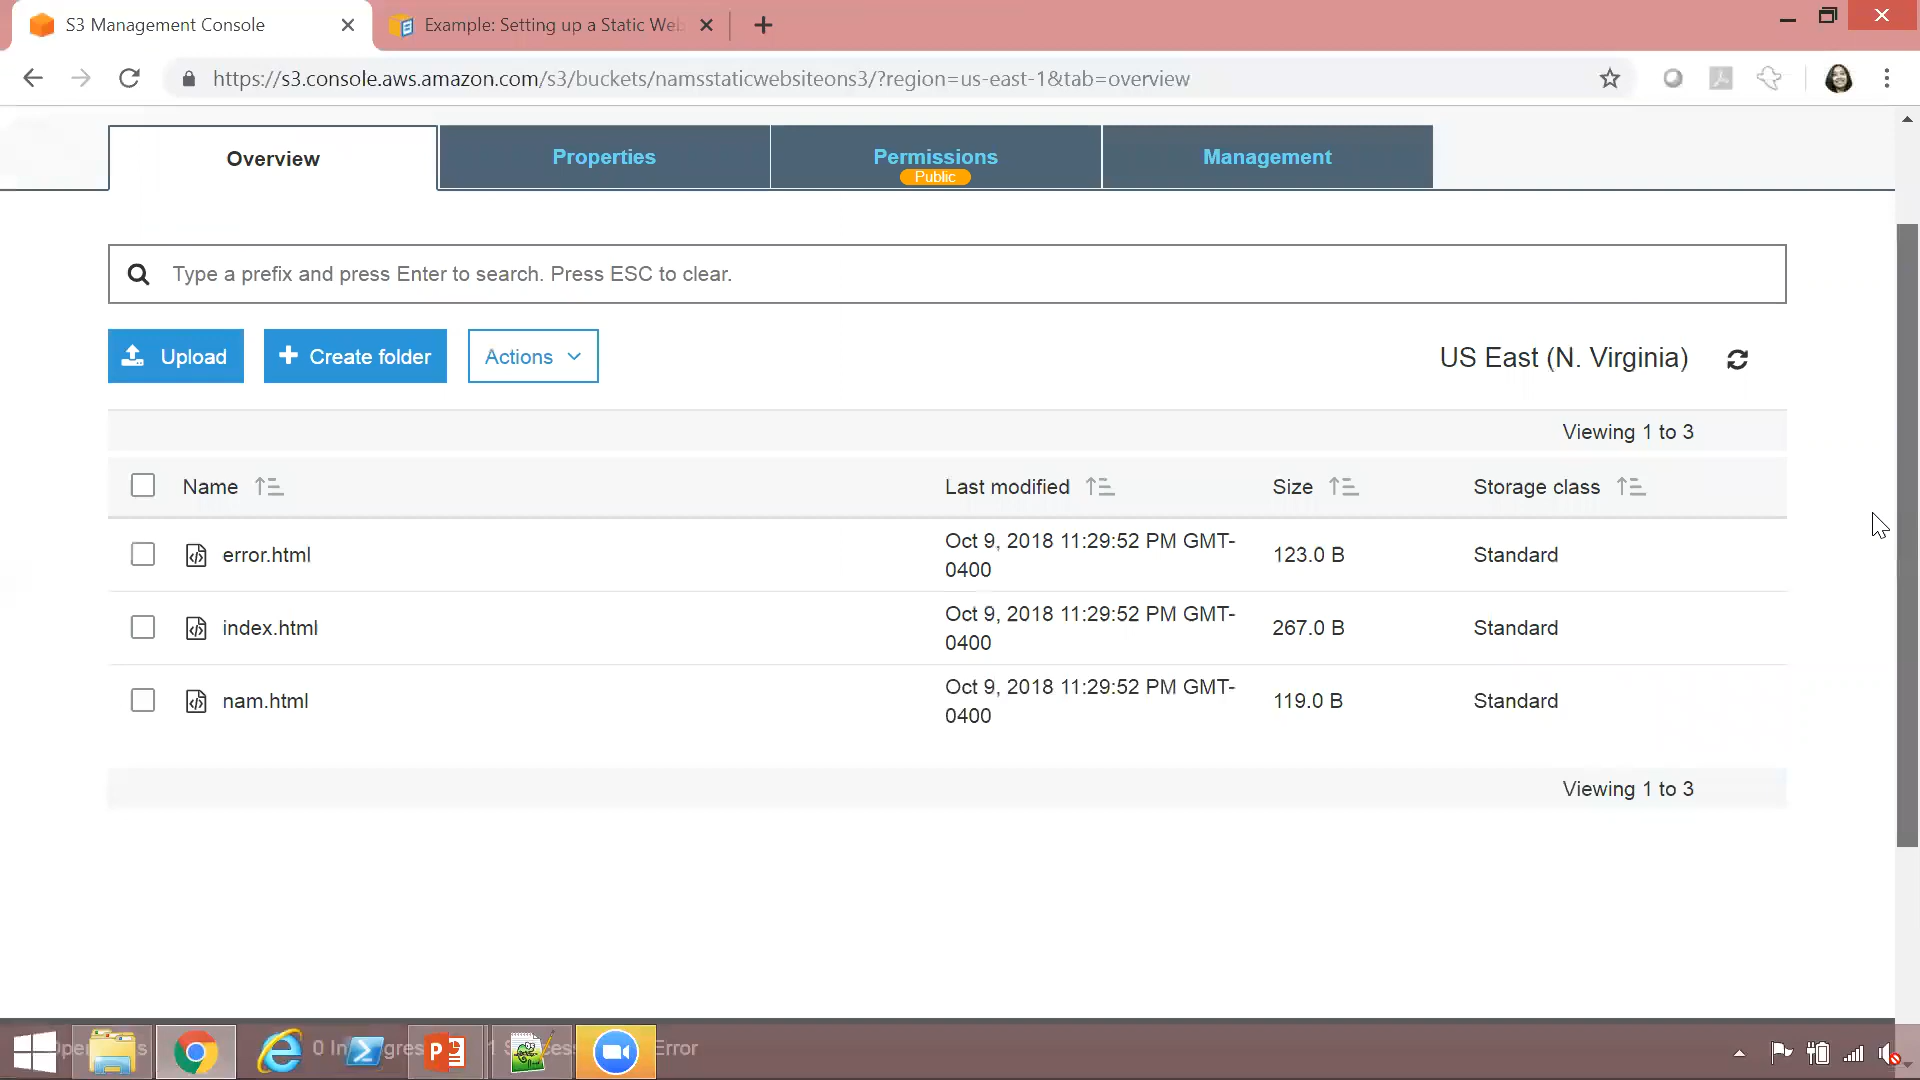 S3 Management Console
Example: Setting up a Static Web
https://s3.console.aws.amazon.com/s3/buckets/namsstaticwebsiteons3/?region=us-east-1&tab=overview
Overview
Properties
Permissions
Public
Management
Type a prefix and press Enter to search. Press ESC to clear.
Upload
Create folder
Actions
US East (N. Virginia)
Viewing 1 to 3
Name
Last modified
Size
Storage class
error.html
Oct 9, 2018 11:29:52 PM GMT-
0400
123.0 B
Standard
index.html
Oct 9, 2018 11:29:52 PM GMT-
0400
267.0 B
Standard
nam.html
Oct 9, 2018 11:29:52 PM GMT-
0400
119.0 B
Standard
Viewing 1 to 3
0 In
gres
1
Error